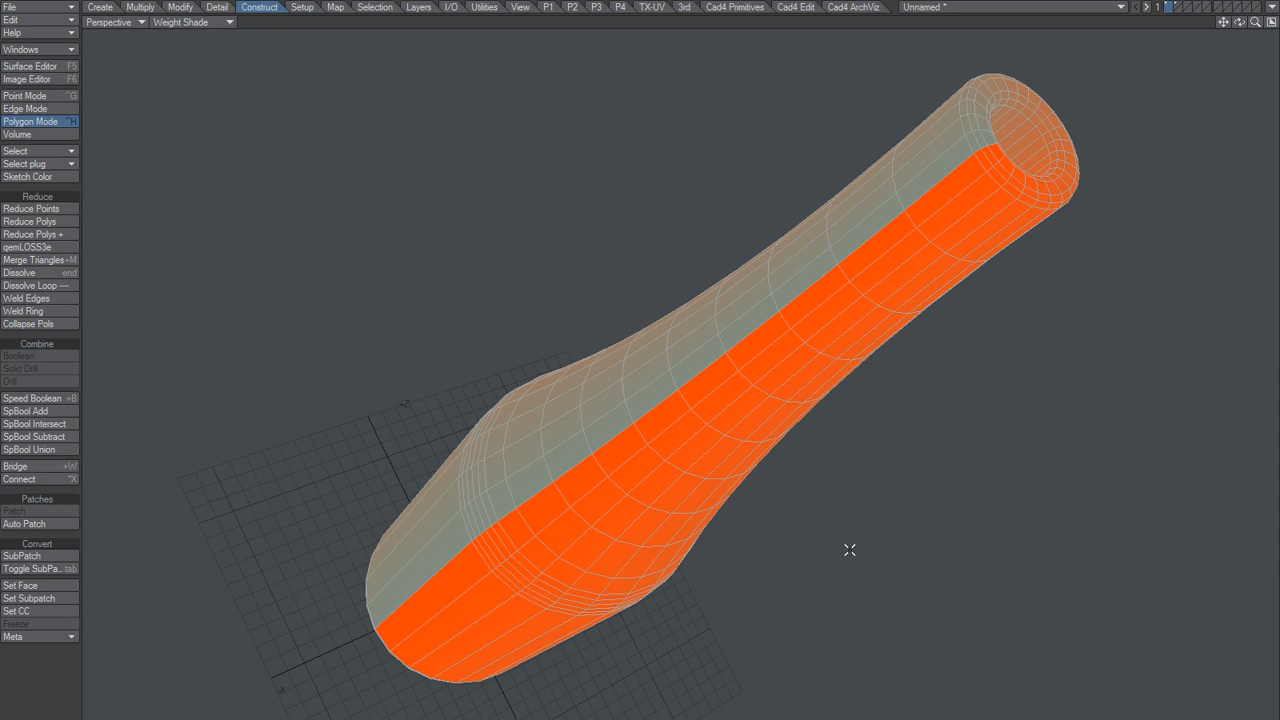 File Create Multiply Modify Detail Construct Setup Map Selection Layers I/O Utilities View P1 P2 P3 P4 TX-UV 3rd Cad4 Primitives Cad4 Edit Cad4 ArchViz Unnamed * 1
Edit Perspective Weight Shade
Help
Windows
Surface Editor F5
Image Editor F6
Point Mode ^G
Edge Mode
Polygon Mode ^H
Volume
Select
Select plug
Sketch Color
Reduce
Reduce Points
Reduce Polys
Reduce Polys +
qemLOSS3e
Merge Triangles +M
Dissolve end
Dissolve Loop —
Weld Edges
Weld Ring
Collapse Pols
Combine
Boolean
Solid Drill
Drill
Speed Boolean +B
SpBool Add
SpBool Intersect
SpBool Subtract
SpBool Union
Bridge +W
Connect ^X
Patches
Patch
Auto Patch
Convert
SubPatch
Toggle SubPa.. tab
Set Face
Set Subpatch
Set CC
Freeze
Meta
+Z
X